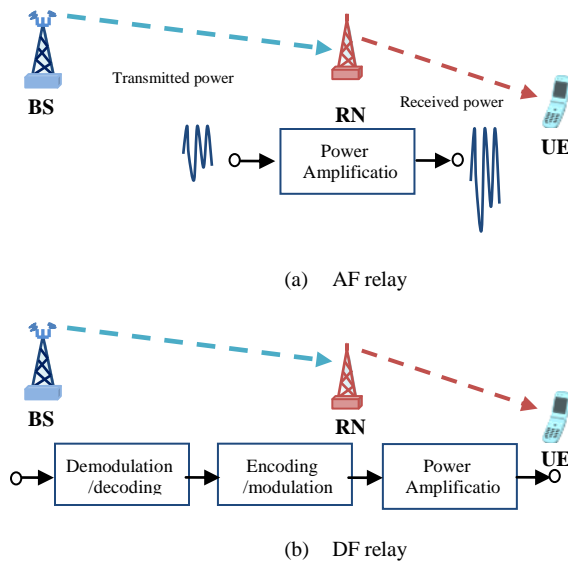 Transmitted power
BS
RN
Received power
UE
Power
Amplificatio
(a) AF relay
BS
RN
UE
Demodulation
/decoding
Encoding
/modulation
Power
Amplificatio
(b) DF relay